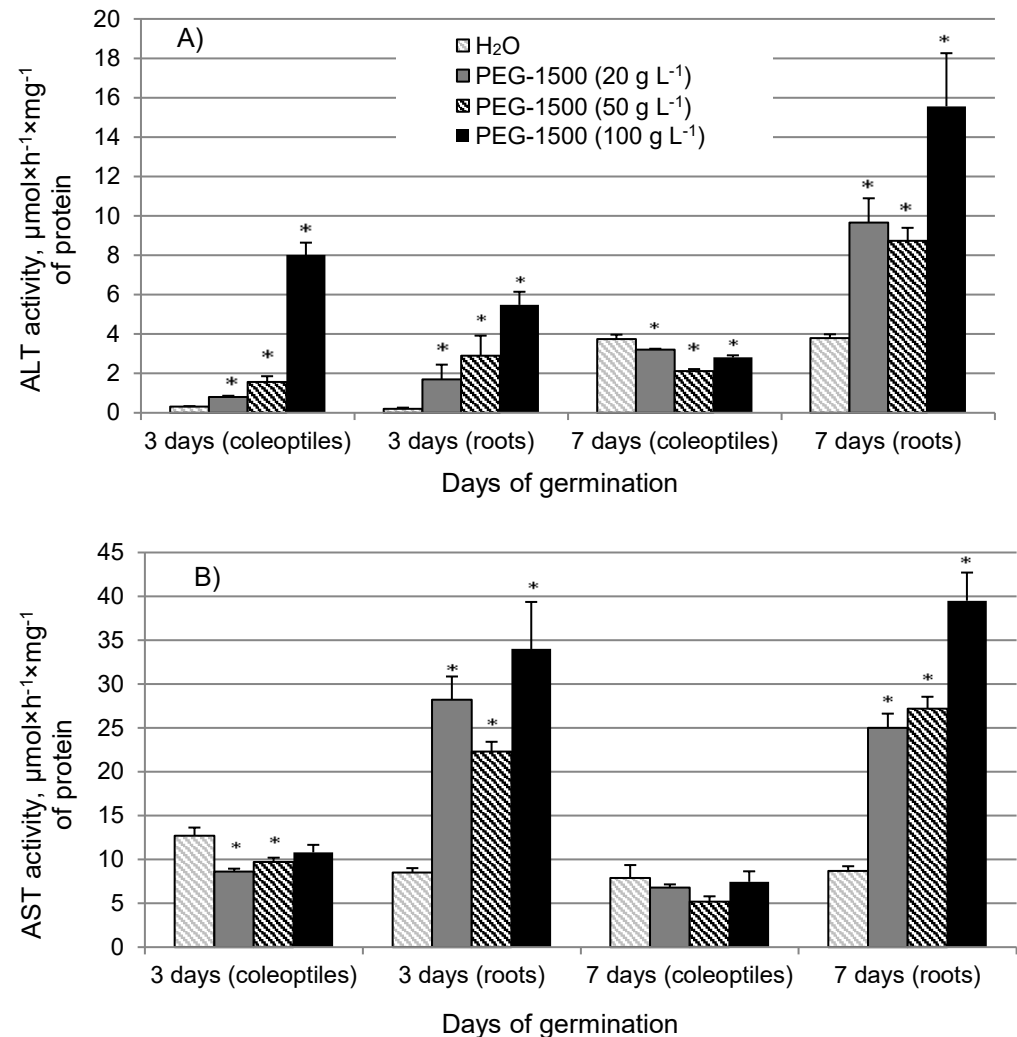 A)
H₂O
PEG-1500 (20 g L⁻¹)
PEG-1500 (50 g L⁻¹)
PEG-1500 (100 g L⁻¹)
ALT activity, µmol×h⁻¹×mg⁻¹
of protein
20
18
16
14
12
10
8
6
4
2
0
* * * * * * * * * * * *
3 days (coleoptiles) 3 days (roots) 7 days (coleoptiles) 7 days (roots)
Days of germination
B)
AST activity, µmol×h⁻¹×mg⁻¹
of protein
45
40
35
30
25
20
15
10
5
0
* * * * * * * *
3 days (coleoptiles) 3 days (roots) 7 days (coleoptiles) 7 days (roots)
Days of germination